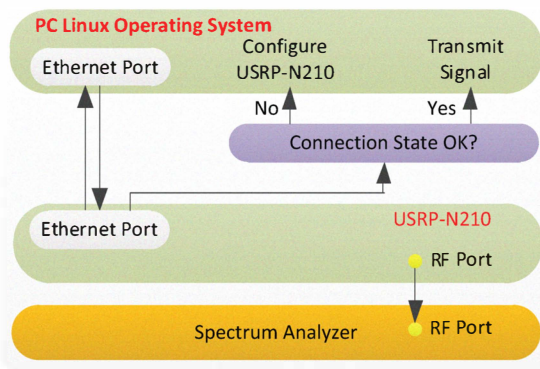 PC Linux Operating System
Ethernet Port
Configure
USRP-N210
Transmit
Signal
No
Yes
Connection State OK?
Ethernet Port
USRP-N210
RF Port
Spectrum Analyzer
RF Port